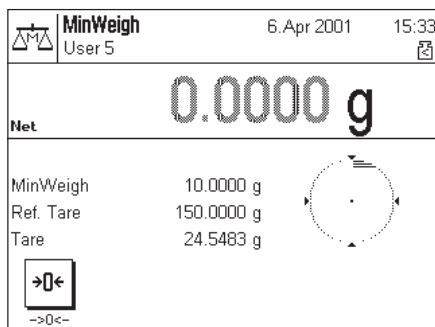 MinWeigh 6.Apr 2001 15:33
User 5
0.0000 g
Net
MinWeigh 10.0000 g
Ref. Tare 150.0000 g
Tare 24.5483 g
→0←
–>0<–